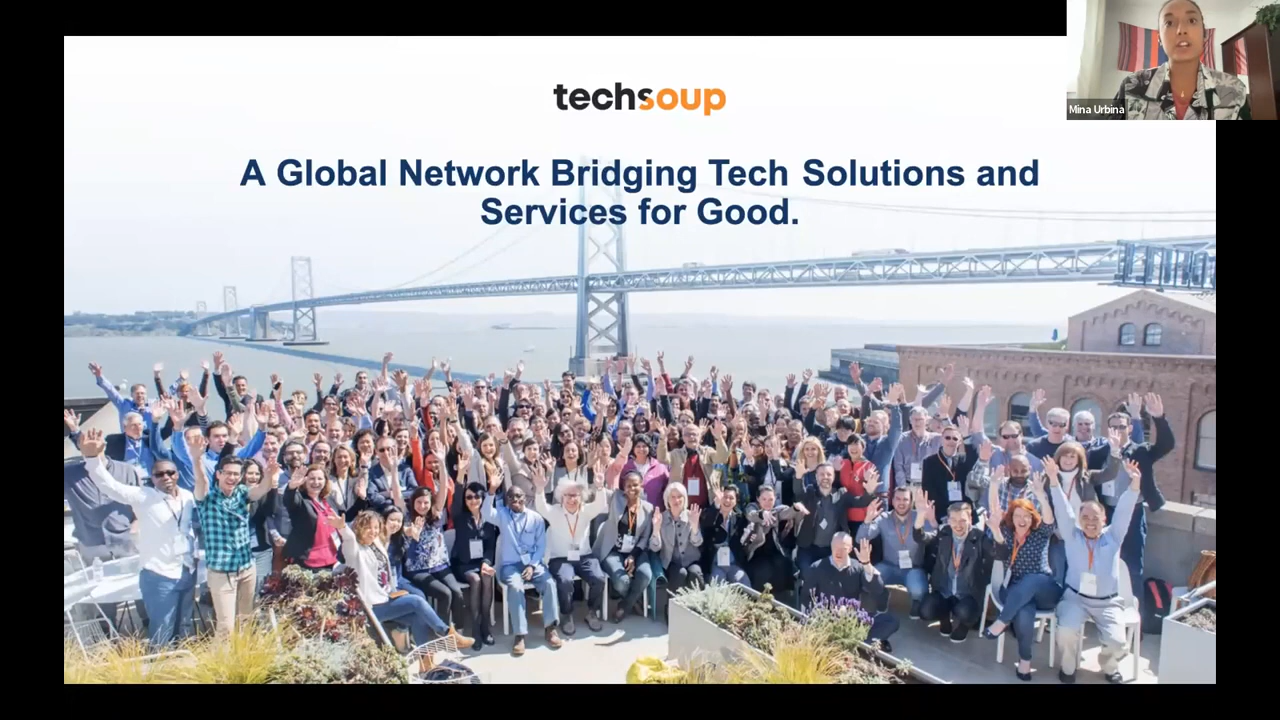 techsoup
A Global Network Bridging Tech Solutions and
Services for Good.
Mina Urbina